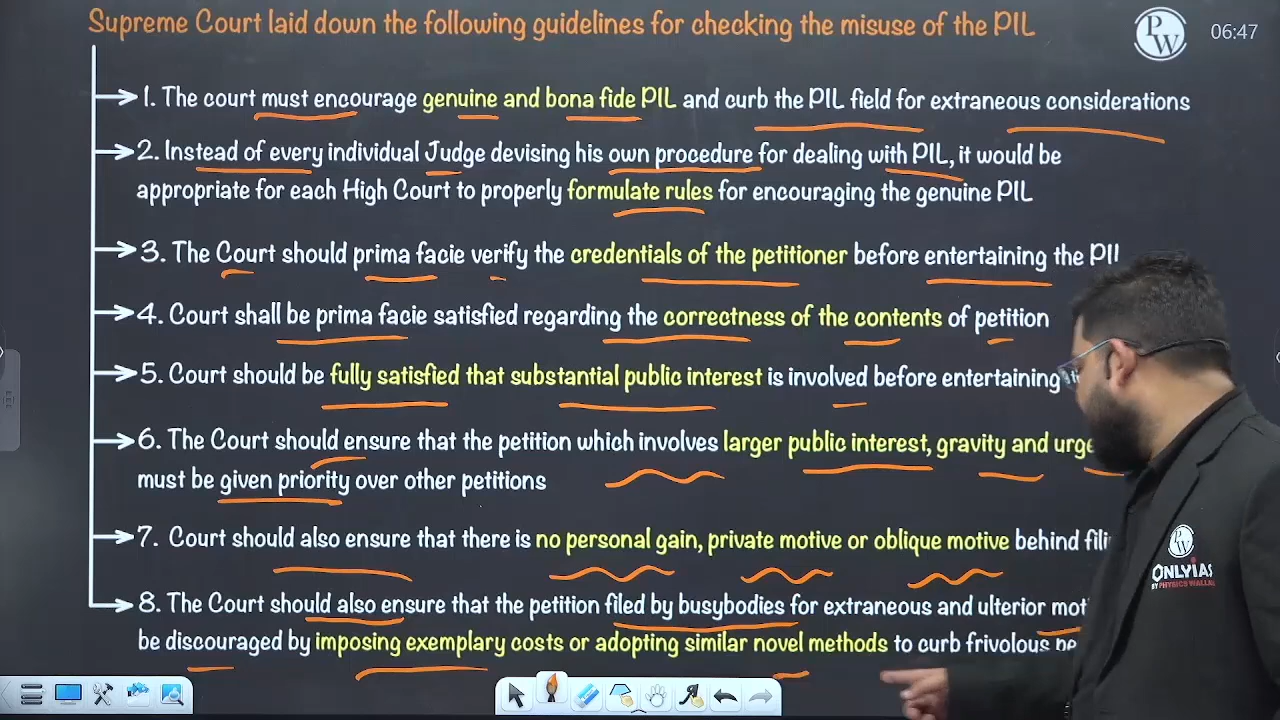 Supreme Court laid down the following guidelines for checking the misuse of the PIL
PW
06:47
1. The court must encourage genuine and bona fide PIL and curb the PIL field for extraneous considerations
2. Instead of every individual Judge devising his own procedure for dealing with PIL, it would be
appropriate for each High Court to properly formulate rules for encouraging the genuine PIL
3. The Court should prima facie verify the credentials of the petitioner before entertaining the PIL
4. Court shall be prima facie satisfied regarding the correctness of the contents of petition
5. Court should be fully satisfied that substantial public interest is involved before entertaining
6. The Court should ensure that the petition which involves larger public interest, gravity and
must be given priority over other petitions
7. Court should also ensure that there is no personal gain, private motive or oblique motive behind
8. The Court should also ensure that the petition filed by busybodies for extraneous and ulterior
be discouraged by imposing exemplary costs or adopting similar novel methods to curb frivolous
PW
ONLYIAS
BY PHYSICS WALLAH